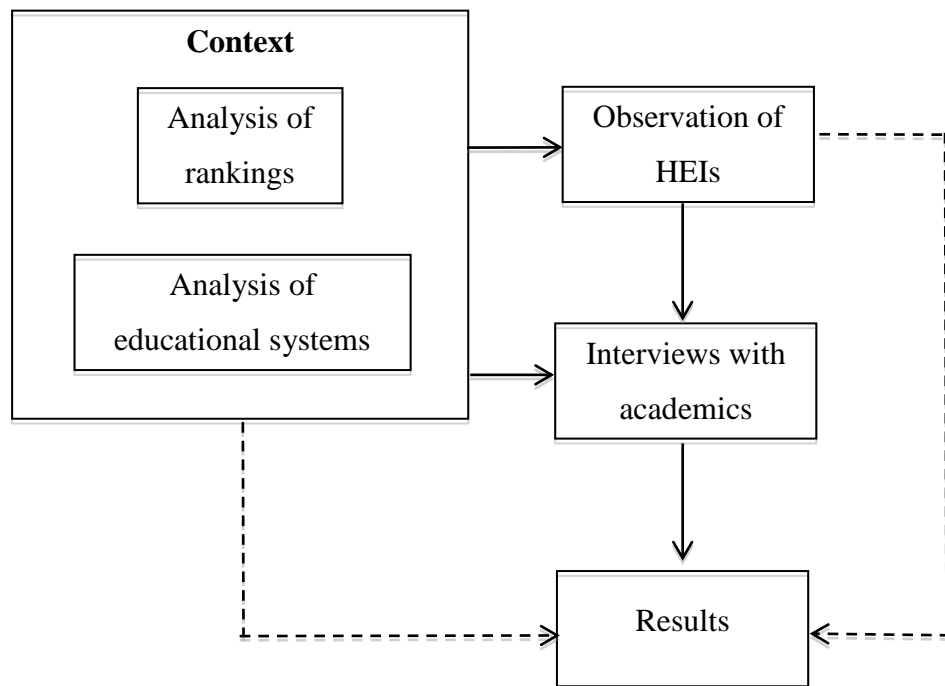 Context
Analysis of
rankings
Analysis of
educational systems
Observation of
HEIs
Interviews with
academics
Results